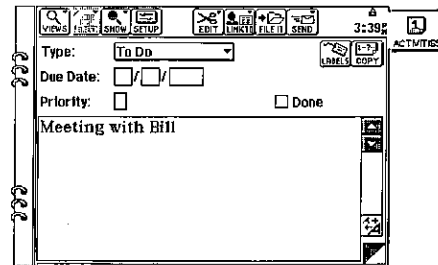 VIEWS SHOW SETUP EDIT LINK TO FILE IT SEND 3:39
ACTIVITIES
Type: To Do
LABELS COPY
Due Date: / /
Priority: Done
Meeting with Bill